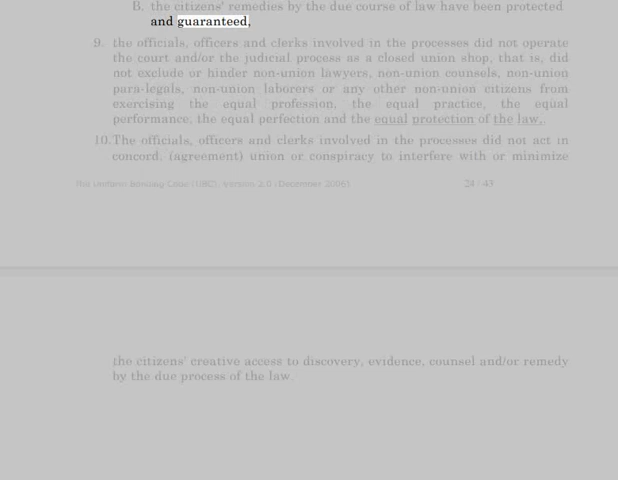 B. the citizens' remedies by the due course of law have been protected
and guaranteed,
9. the officials, officers and clerks involved in the processes did not operate
the court and/or the judicial process as a closed union shop, that is, did
not exclude or hinder non-union lawyers, non-union counsels, non-union
para-legals, non-union laborers or any other non-union citizens from
exercising the equal profession, the equal practice, the equal
performance, the equal perfection and the equal protection of the law.,
10. The officials, officers and clerks involved in the processes did not act in
concord, (agreement) union or conspiracy to interfere with or minimize
The Uniform Bonding Code (UBC), Version 2.0 (December 2006) 24 / 43
the citizens' creative access to discovery, evidence, counsel and/or remedy
by the due process of the law.